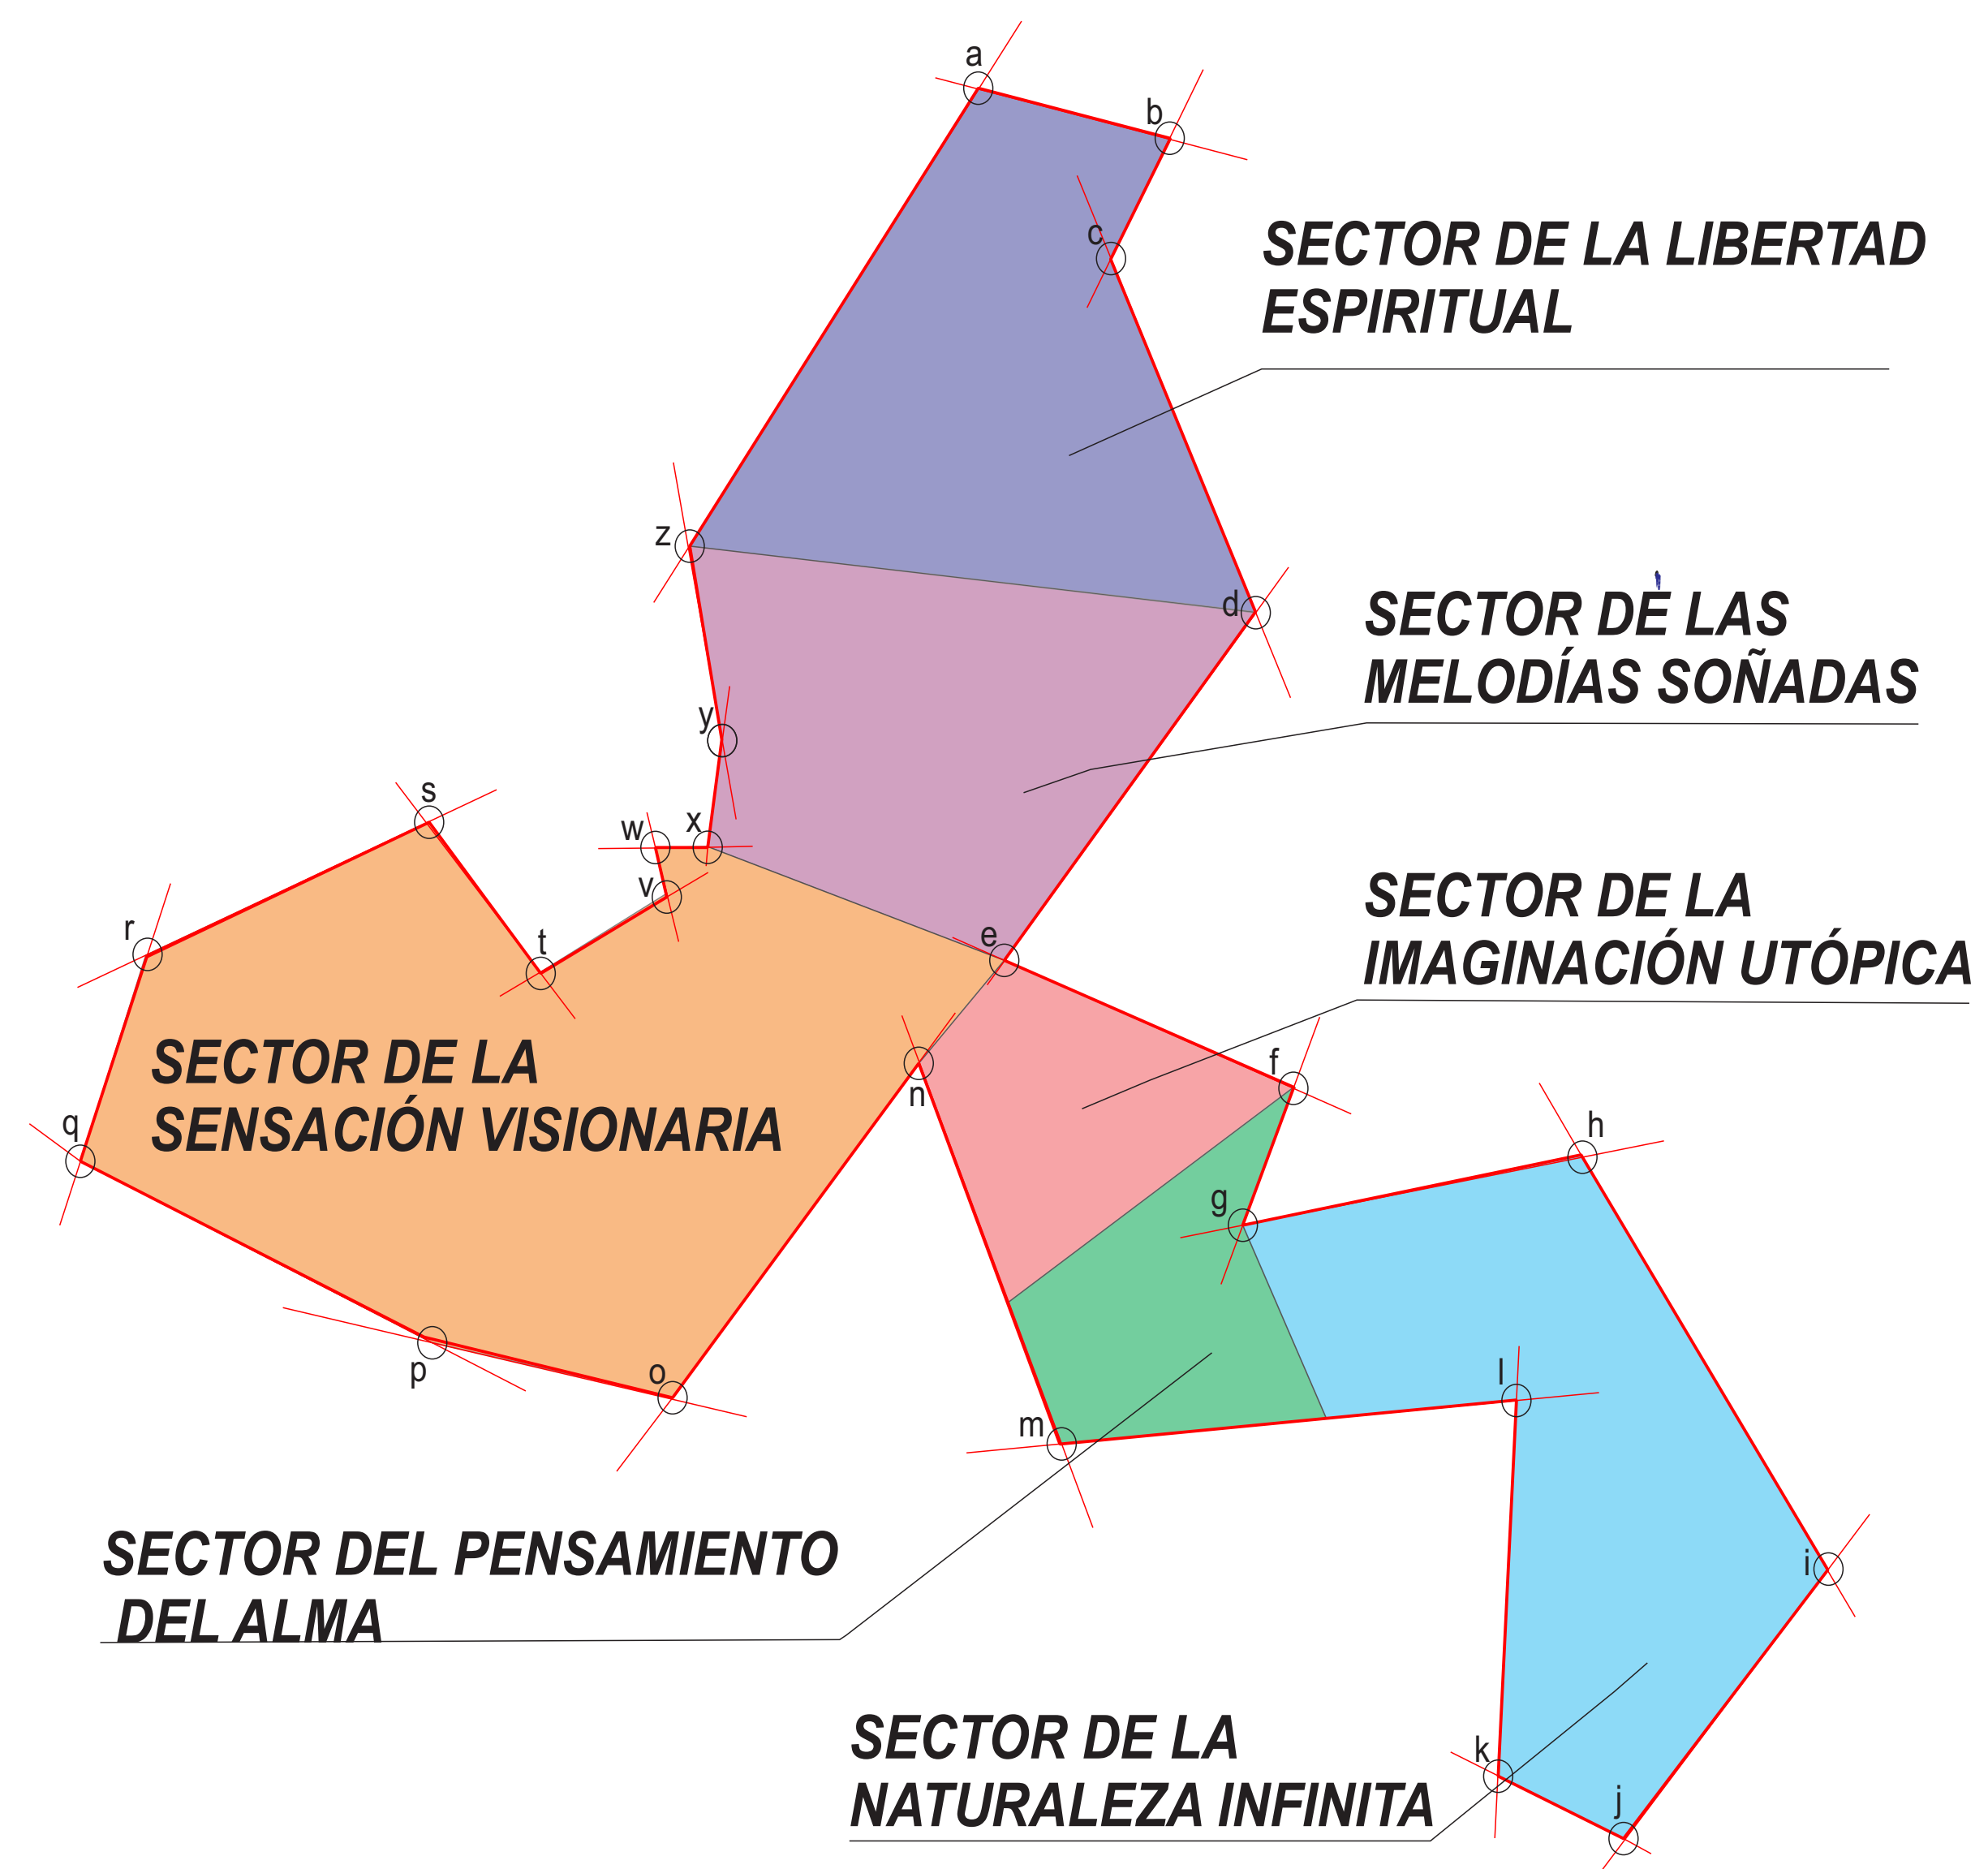 a
b
c
SECTOR DE LA LIBERTAD
ESPIRITUAL
z
d
SECTOR DE LAS
MELODÍAS SOÑADAS
y
s
w
x
v
SECTOR DE LA
IMAGINACIÓN UTÓPICA
r
t
e
SECTOR DE LA
SENSACIÓN VISIONARIA
n
f
q
h
g
p
o
l
m
i
SECTOR DEL PENSAMIENTO
DEL ALMA
SECTOR DE LA
NATURALEZA INFINITA
k
j